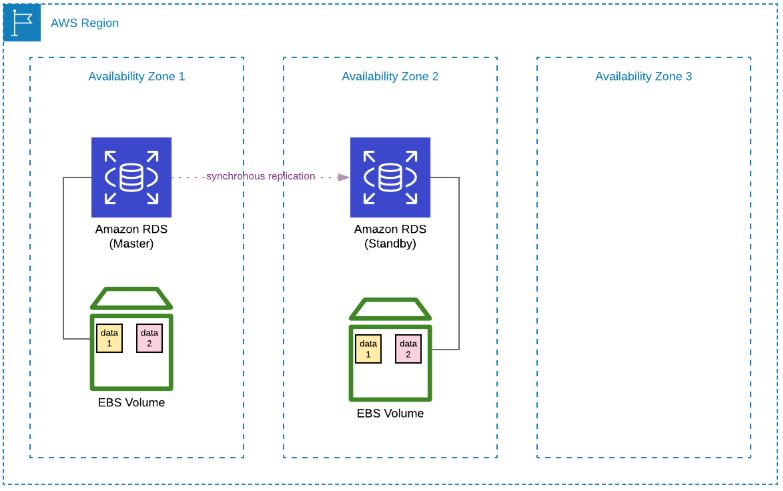 AWS Region
Availability Zone 1
Availability Zone 2
Availability Zone 3
synchronous replication
Amazon RDS
(Master)
Amazon RDS
(Standby)
data
1
data
2
data
1
data
2
EBS Volume
EBS Volume